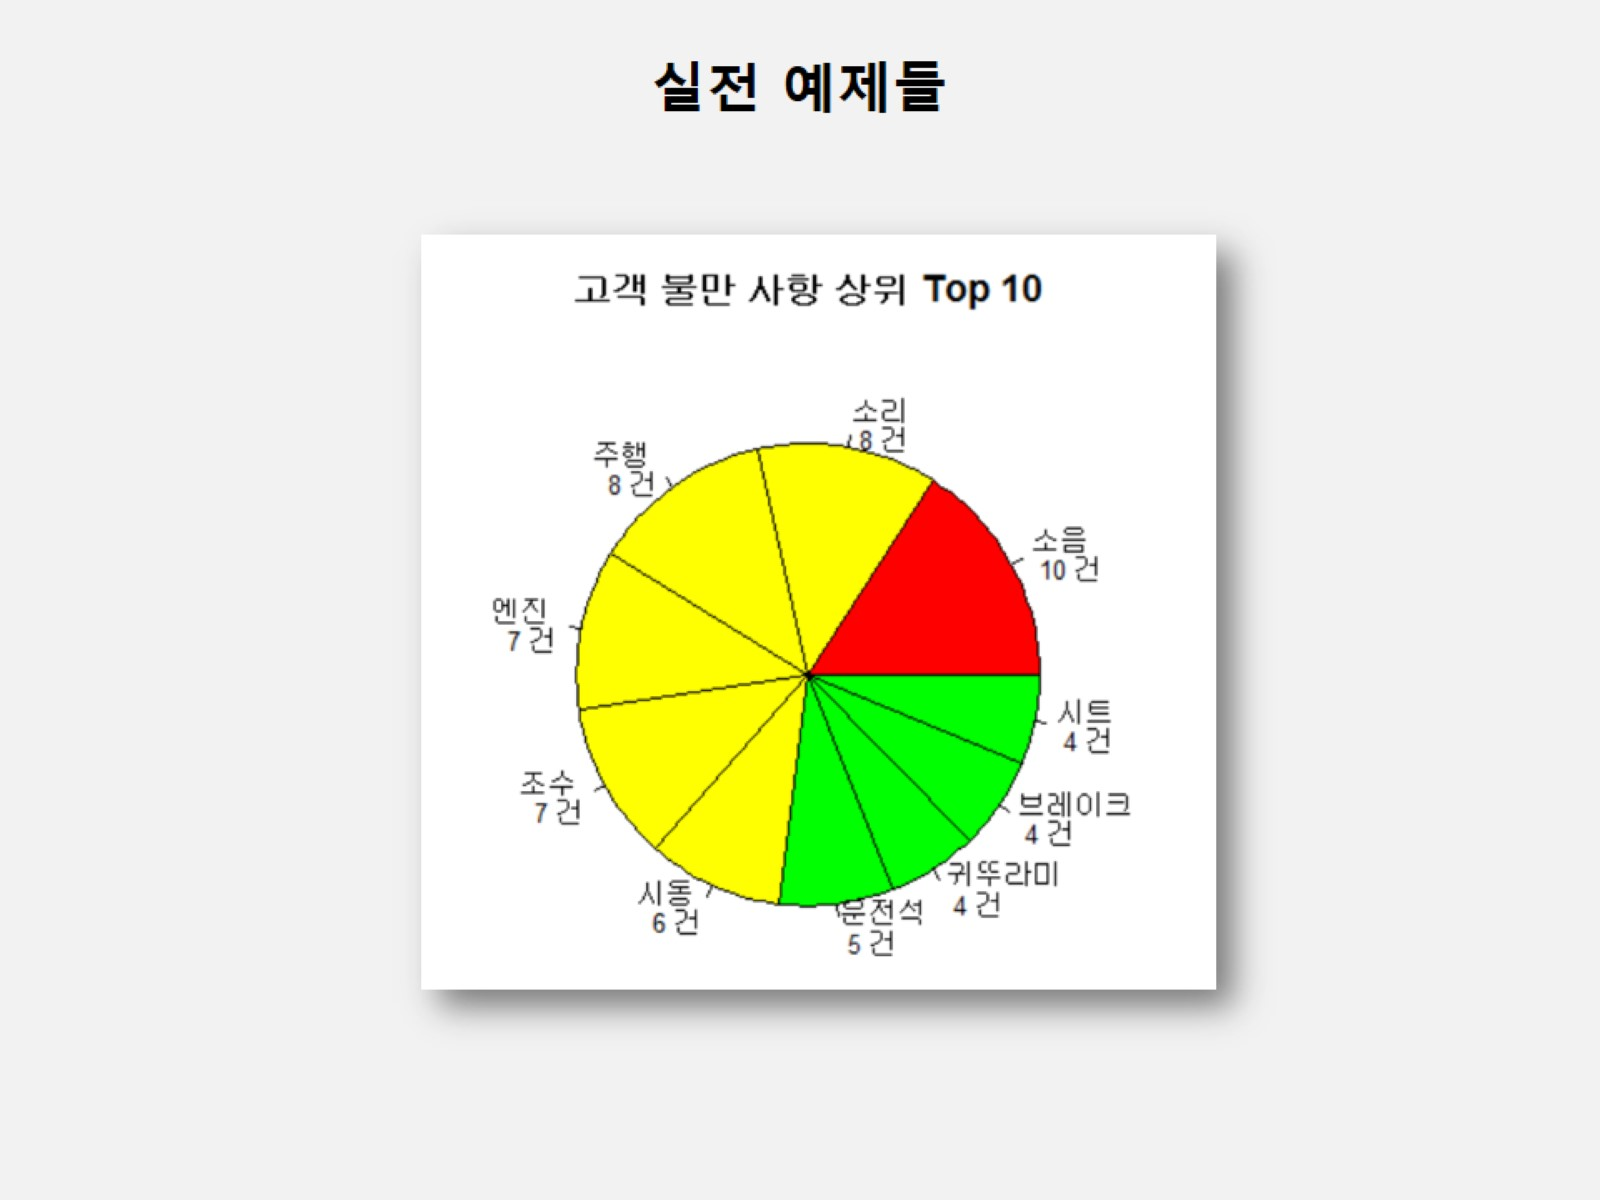 실전 예제들
고객 불만 사항 상위 Top 10
소리
8 건
주행
8 건
소음
10 건
엔진
7 건
시트
4 건
조수
7 건
브레이크
4 건
귀뚜라미
4 건
시동
6 건
운전석
5 건